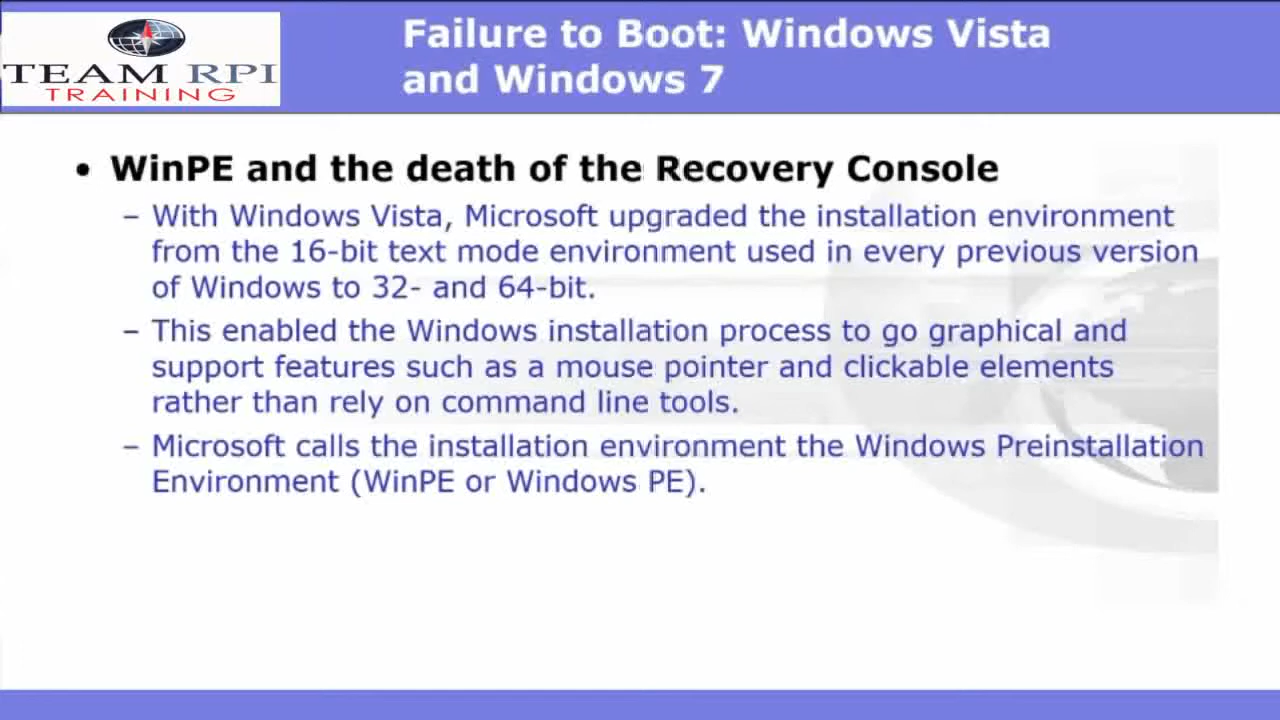 TEAM RPI
TRAINING
Failure to Boot: Windows Vista
and Windows 7
• WinPE and the death of the Recovery Console
– With Windows Vista, Microsoft upgraded the installation environment
from the 16-bit text mode environment used in every previous version
of Windows to 32- and 64-bit.
– This enabled the Windows installation process to go graphical and
support features such as a mouse pointer and clickable elements
rather than rely on command line tools.
– Microsoft calls the installation environment the Windows Preinstallation
Environment (WinPE or Windows PE).